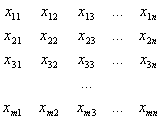 x₁₁ x₁₂ x₁₃ ... x₁ₙ
x₂₁ x₂₂ x₂₃ ... x₂ₙ
x₃₁ x₃₂ x₃₃ ... x₃ₙ
...
xₘ₁ xₘ₂ xₘ₃ ... xₘₙ